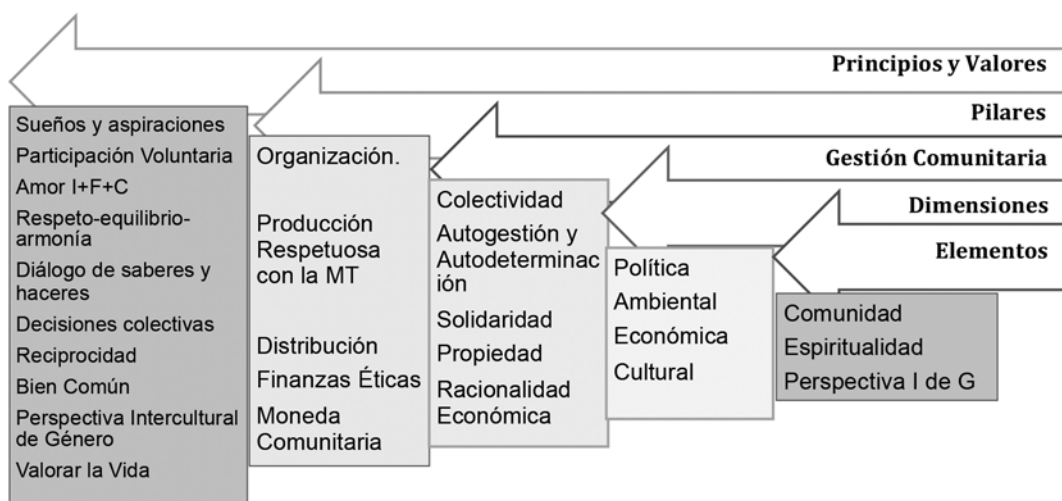 Principios y Valores
Pilares
Gestión Comunitaria
Dimensiones
Elementos
Sueños y aspiraciones
Participación Voluntaria
Amor I+F+C
Respeto-equilibrio-
armonía
Diálogo de saberes y
haceres
Decisiones colectivas
Reciprocidad
Bien Común
Perspectiva Intercultural
de Género
Valorar la Vida
Organización.
Producción
Respetuosa
con la MT
Distribución
Finanzas Éticas
Moneda
Comunitaria
Colectividad
Autogestión y
Autodeterminac
ión
Solidaridad
Propiedad
Racionalidad
Económica
Política
Ambiental
Económica
Cultural
Comunidad
Espiritualidad
Perspectiva I de G